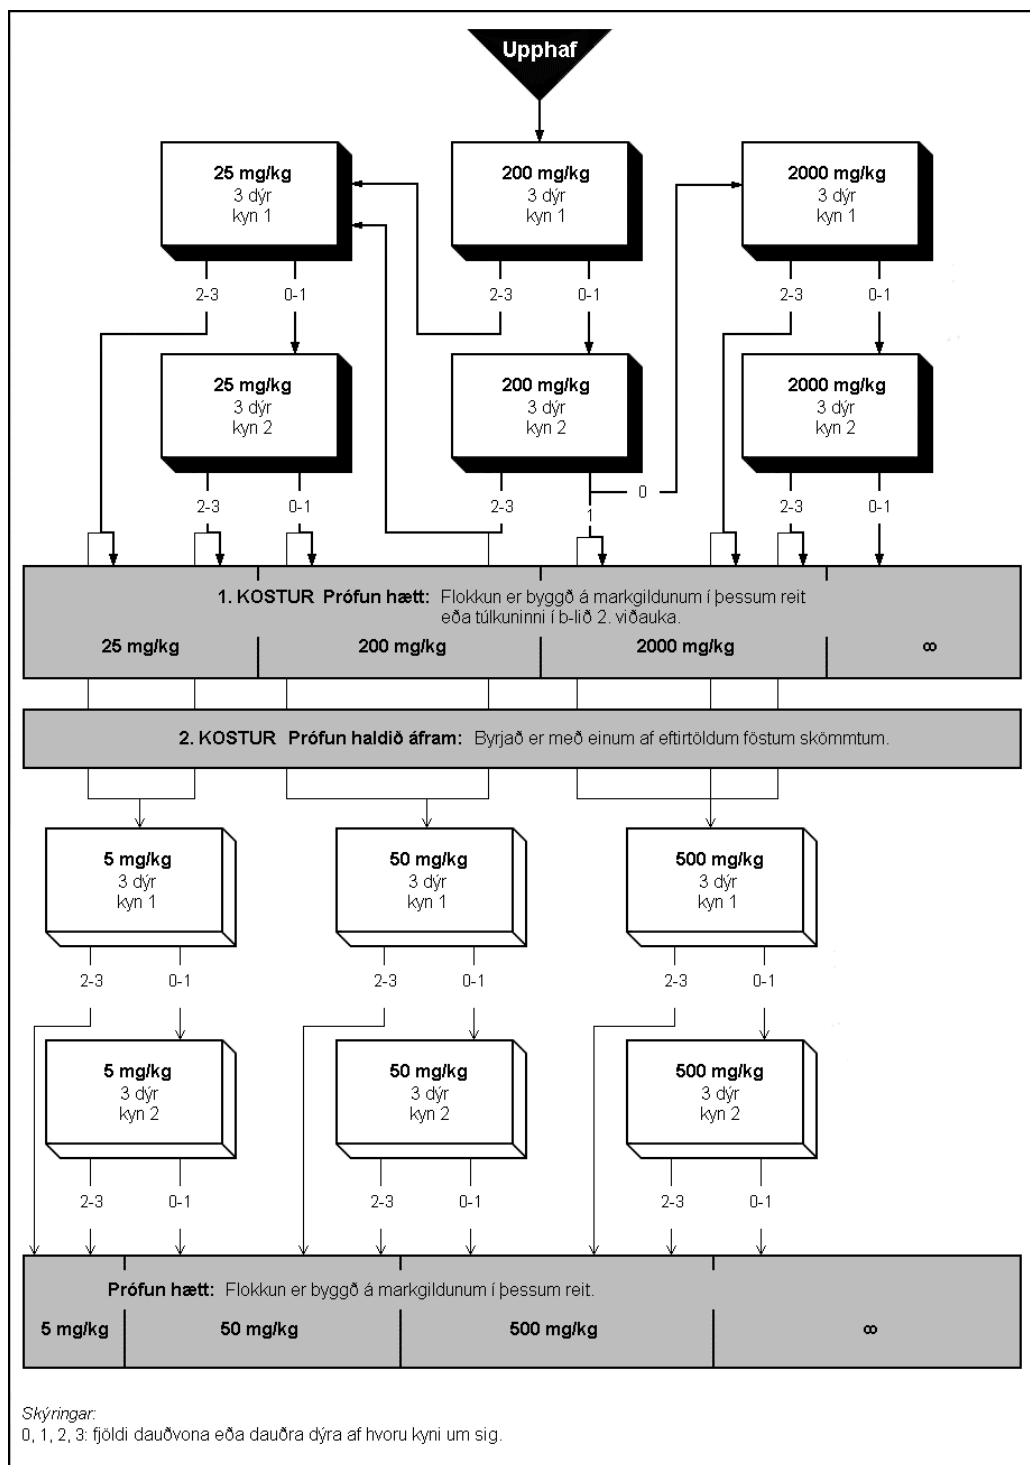 Upphaf
25 mg/kg
3 dýr
kyn 1
200 mg/kg
3 dýr
kyn 1
2000 mg/kg
3 dýr
kyn 1
2-3
0-1
2-3
0-1
2-3
0-1
25 mg/kg
3 dýr
kyn 2
200 mg/kg
3 dýr
kyn 2
2000 mg/kg
3 dýr
kyn 2
2-3
0-1
2-3
1
0
2-3
0-1
1. KOSTUR Prófun hætt: Flokkun er byggð á markgildunum í þessum reit
eða túlkuninni í b-lið 2. viðauka.
25 mg/kg
200 mg/kg
2000 mg/kg
∞
2. KOSTUR Prófun haldið áfram: Byrjað er með einum af eftirtöldum föstum skömmtum.
5 mg/kg
3 dýr
kyn 1
50 mg/kg
3 dýr
kyn 1
500 mg/kg
3 dýr
kyn 1
2-3
0-1
2-3
0-1
2-3
0-1
5 mg/kg
3 dýr
kyn 2
50 mg/kg
3 dýr
kyn 2
500 mg/kg
3 dýr
kyn 2
2-3
0-1
2-3
0-1
2-3
0-1
Prófun hætt: Flokkun er byggð á markgildunum í þessum reit.
5 mg/kg
50 mg/kg
500 mg/kg
∞
Skýringar:
0, 1, 2, 3: fjöldi dauðvona eða dauðra dýra af hvoru kyni um sig.